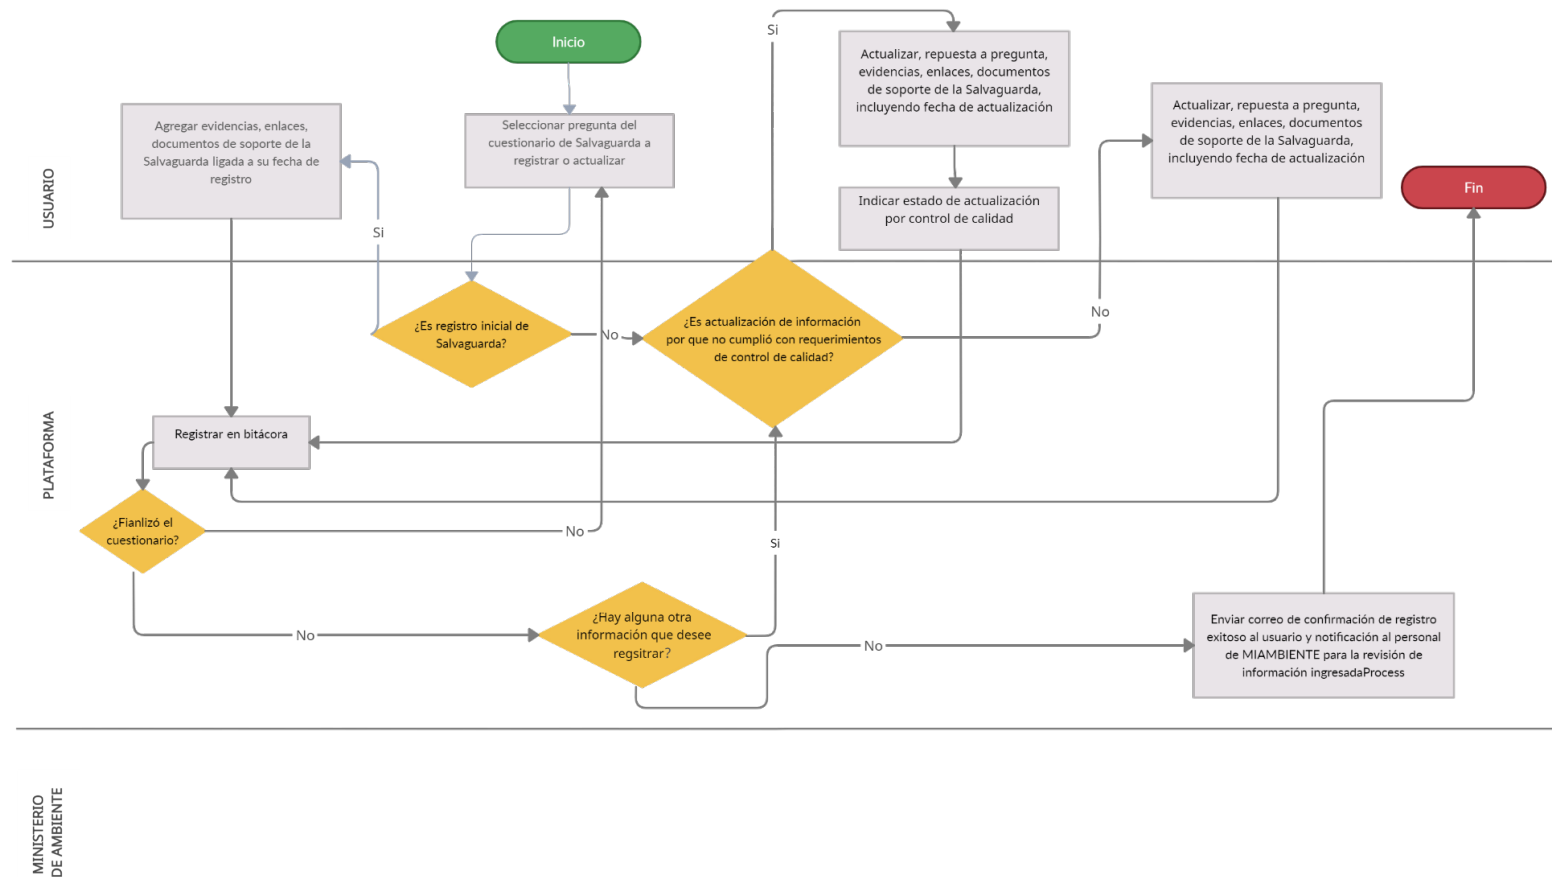 Inicio
Si
Actualizar, repuesta a pregunta,
evidencias, enlaces, documentos
de soporte de la Salvaguarda,
incluyendo fecha de actualización
Actualizar, repuesta a pregunta,
evidencias, enlaces, documentos
de soporte de la Salvaguarda,
incluyendo fecha de actualización
Agregar evidencias, enlaces,
documentos de soporte de la
Salvaguarda ligada a su fecha de
registro
Seleccionar pregunta del
cuestionario de Salvaguarda a
registrar o actualizar
USUARIO
Fin
Indicar estado de actualización
por control de calidad
Si
No
¿Es registro inicial de
Salvaguarda?
No
¿Es actualización de información
por que no cumplió con requerimientos
de control de calidad?
PLATAFORMA
Registrar en bitácora
¿Fianlizó el
cuestionario?
No
Si
No
¿Hay alguna otra
información que desee
regsitrar?
No
Enviar correo de confirmación de registro
exitoso al usuario y notificación al personal
de MIAMBIENTE para la revisión de
información ingresadaProcess
MINISTERIO
DE AMBIENTE